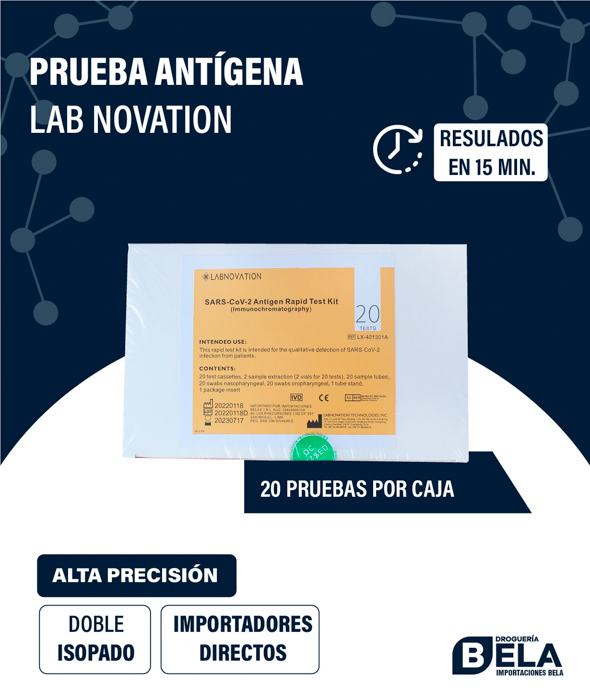 PRUEBA ANTÍGENA
LAB NOVATION
RESULADOS
EN 15 MIN.
LABNOVATION
SARS-CoV-2 Antigen Rapid Test Kit
(Immunochromatography)
20
TESTS
REF LX-401301A
INTENDED USE:
This rapid test kit is intended for the qualitative detection of SARS-CoV-2
infection from patients.
CONTENTS:
20 test cassettes, 2 sample extraction (2 vials for 20 tests), 20 sample tubes,
20 swabs nasopharyngeal, 20 swabs oropharyngeal, 1 tube stand,
1 package insert
IVD CE
20220118
20220118D
20230717
LABNOVATION TECHNOLOGIES, INC.
20 PRUEBAS POR CAJA
ALTA PRECISIÓN
DOBLE
ISOPADO
IMPORTADORES
DIRECTOS
DROGUERÍA
BELA
IMPORTACIONES BELA